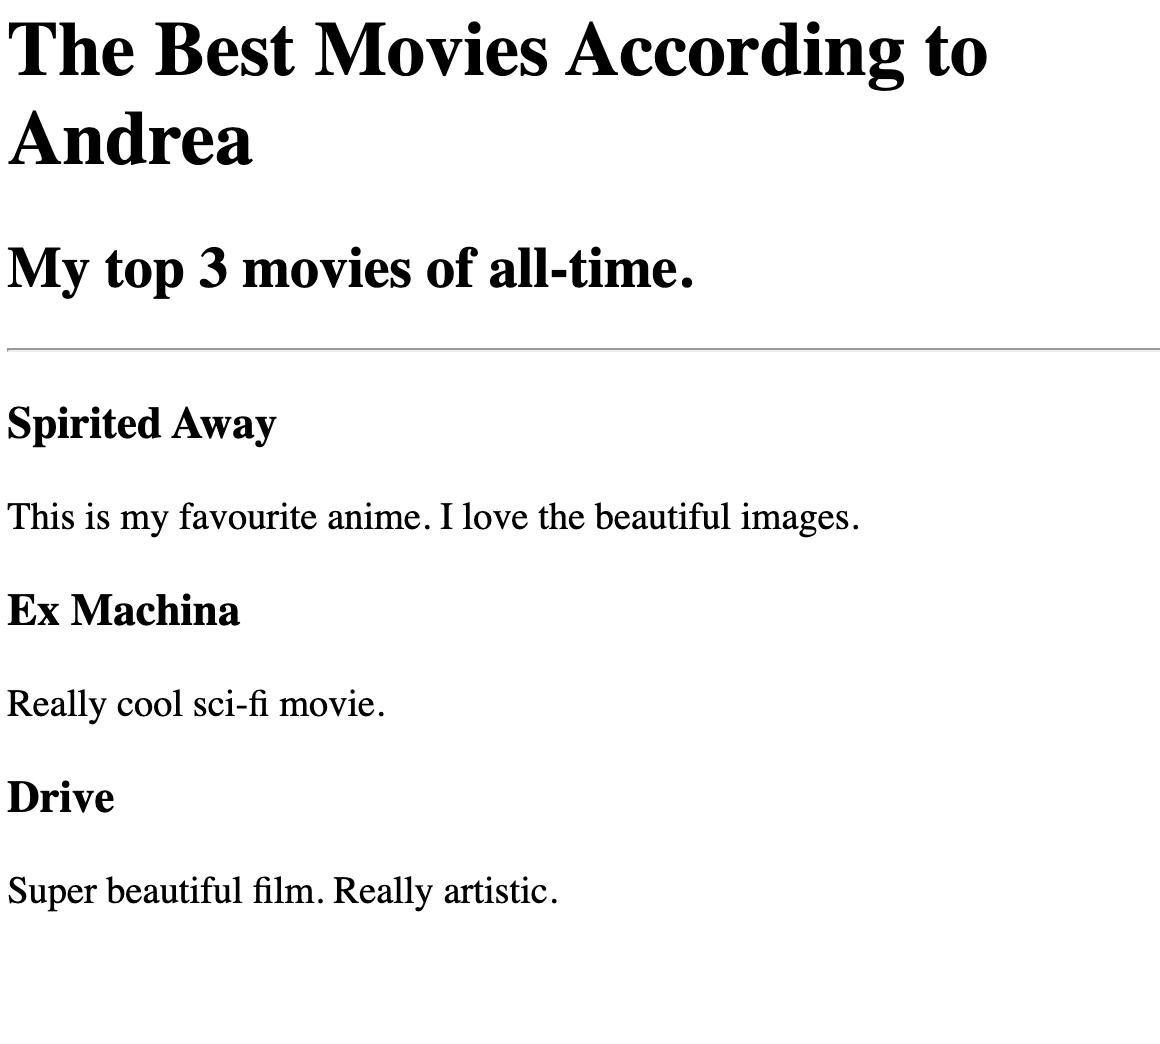 The Best Movies According to
Andrea
My top 3 movies of all-time.
Spirited Away
This is my favourite anime. I love the beautiful images.
Ex Machina
Really cool sci-fi movie.
Drive
Super beautiful film. Really artistic.